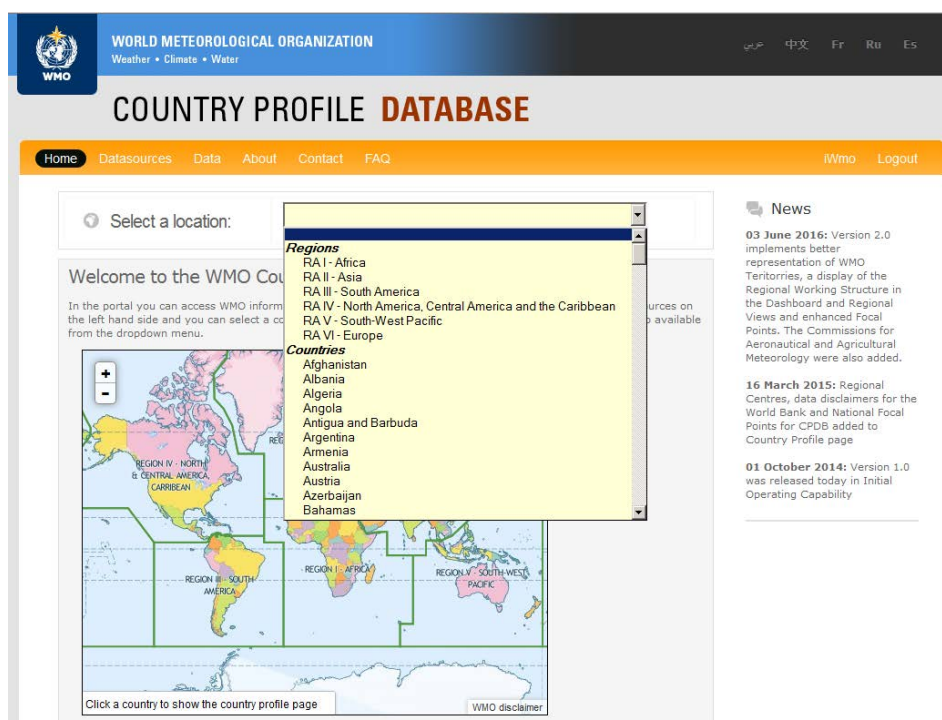 WORLD METEOROLOGICAL ORGANIZATION
Weather • Climate • Water
WMO
عربي 中文 Fr Ru Es
COUNTRY PROFILE DATABASE
Home Datasources Data About Contact FAQ iWmo Logout
Select a location:
Regions
RA I - Africa
RA II - Asia
RA III - South America
RA IV - North America, Central America and the Caribbean
RA V - South-West Pacific
RA VI - Europe
Countries
Afghanistan
Albania
Algeria
Angola
Antigua and Barbuda
Argentina
Armenia
Australia
Austria
Azerbaijan
Bahamas
Welcome to the WMO Cou
In the portal you can access WMO inform urces on
the left hand side and you can select a co o available
from the dropdown menu.
+
-
REGION IV - NORTH
& CENTRAL AMERICA,
CARRIBEAN
REG
REGION III - SOUTH
AMERICA
REGION I - AFRICA
REGION V - SOUTH-WEST
PACIFIC
Click a country to show the country profile page
WMO disclaimer
News
03 June 2016: Version 2.0
implements better
representation of WMO
Teritorries, a display of the
Regional Working Structure in
the Dashboard and Regional
Views and enhanced Focal
Points. The Commissions for
Aeronautical and Agricultural
Meteorology were also added.
16 March 2015: Regional
Centres, data disclaimers for the
World Bank and National Focal
Points for CPDB added to
Country Profile page
01 October 2014: Version 1.0
was released today in Initial
Operating Capability